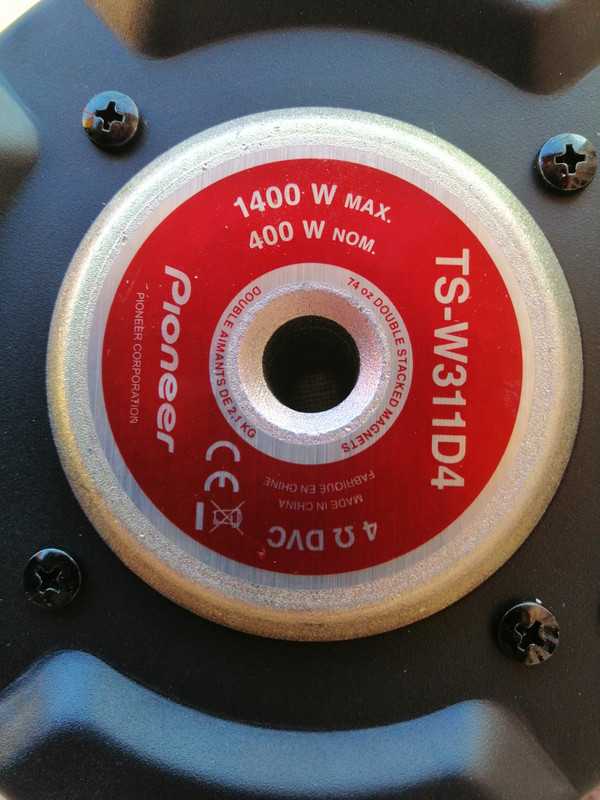 1400 W MAX.
400 W NOM.
TS-W311D4
Pioneer
PIONEER CORPORATION
74 oz DOUBLE STACKED MAGNETS
DOUBLE AIMANTS DE 2,1 KG
CE
FABRIQUÉ EN CHINE
MADE IN CHINA
4 Ω DVC